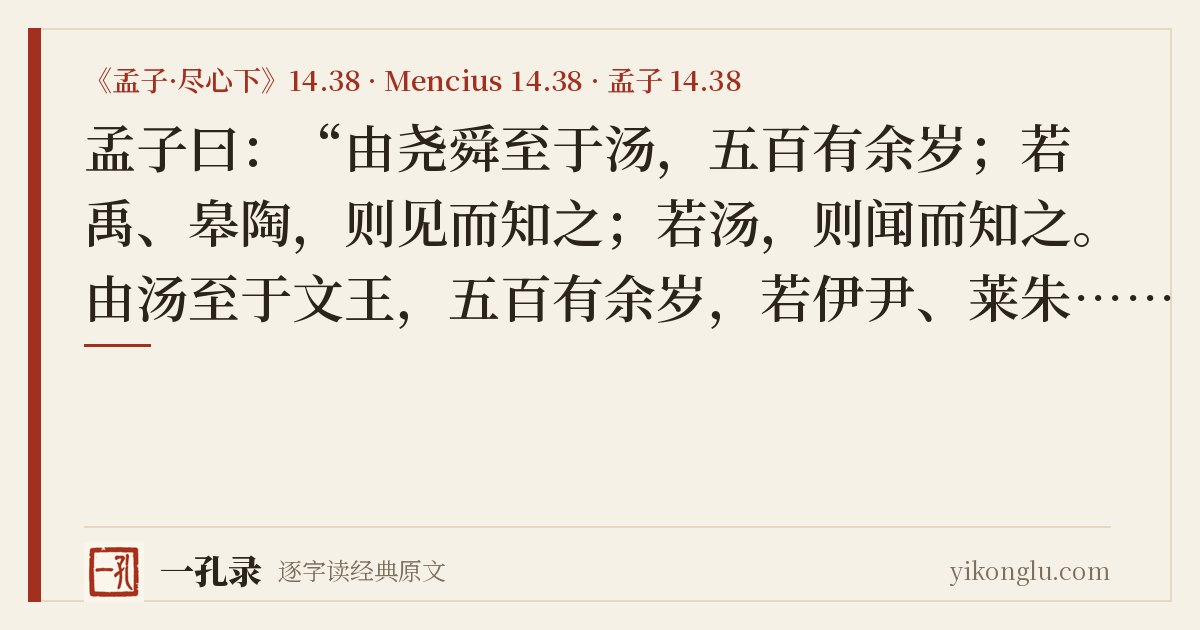 《孟子·尽心下》14.38 · Mencius 14.38 · 孟子 14.38
孟子曰：“由尧舜至于汤，五百有余岁；若
禹、皋陶，则见而知之；若汤，则闻而知之。
由汤至于文王，五百有余岁，若伊尹、莱朱……
一孔
一孔录 逐字读经典原文 yikonglu.com